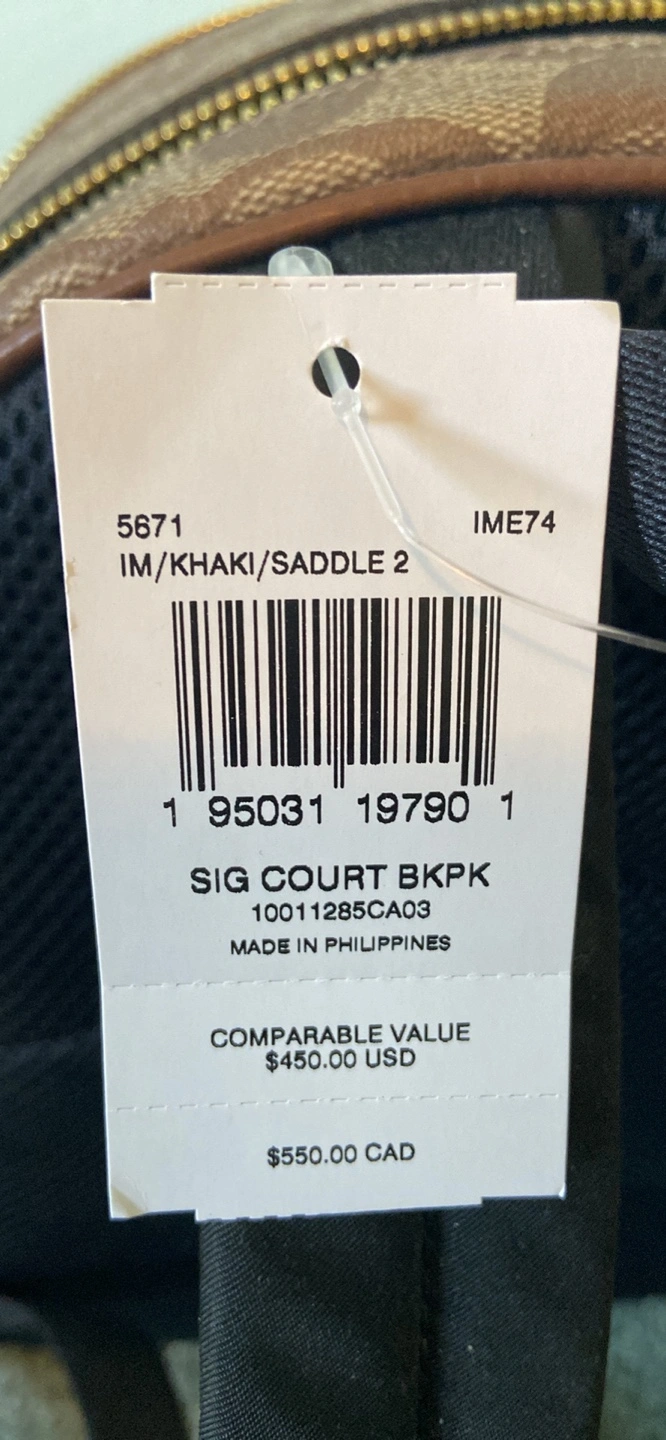 5671 IME74
IM/KHAKI/SADDLE 2
1 95031 19790 1
SIG COURT BKPK
10011285CA03
MADE IN PHILIPPINES
COMPARABLE VALUE
$450.00 USD
$550.00 CAD